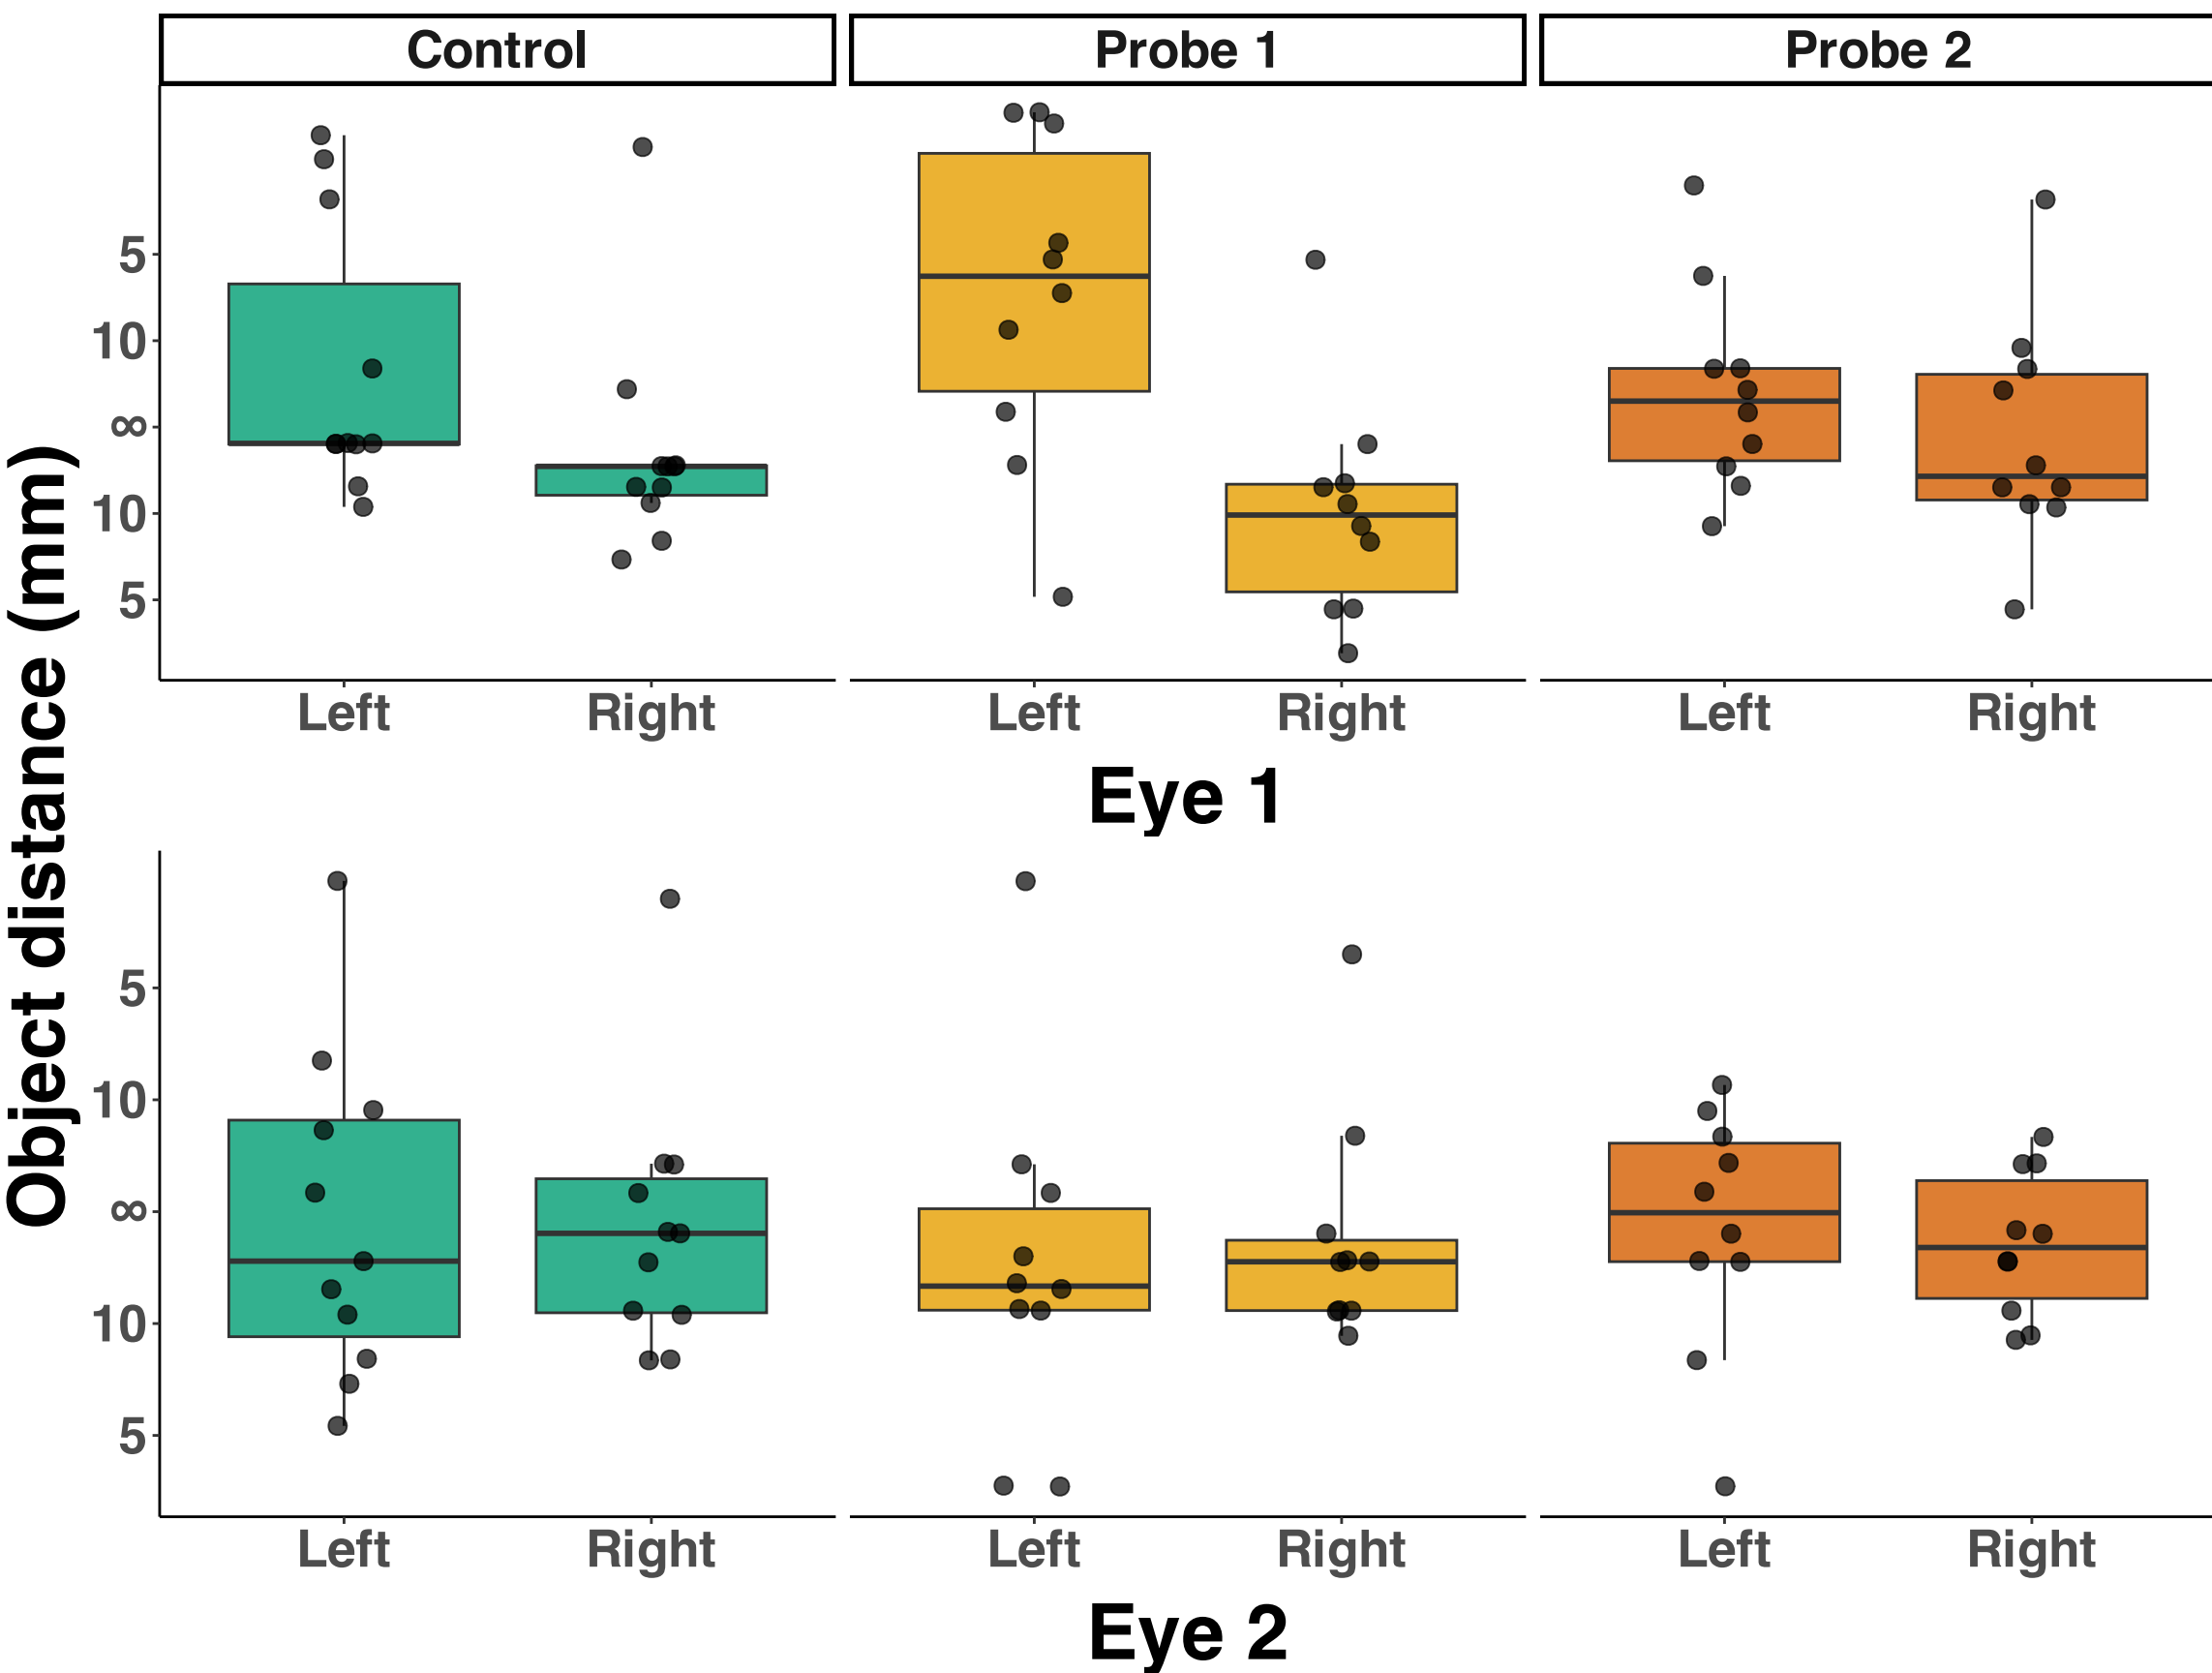 Control Probe 1 Probe 2
Object distance (mm)
5
10
∞
10
5
Left Right Left Right Left Right
Eye 1
5
10
∞
10
5
Left Right Left Right Left Right
Eye 2